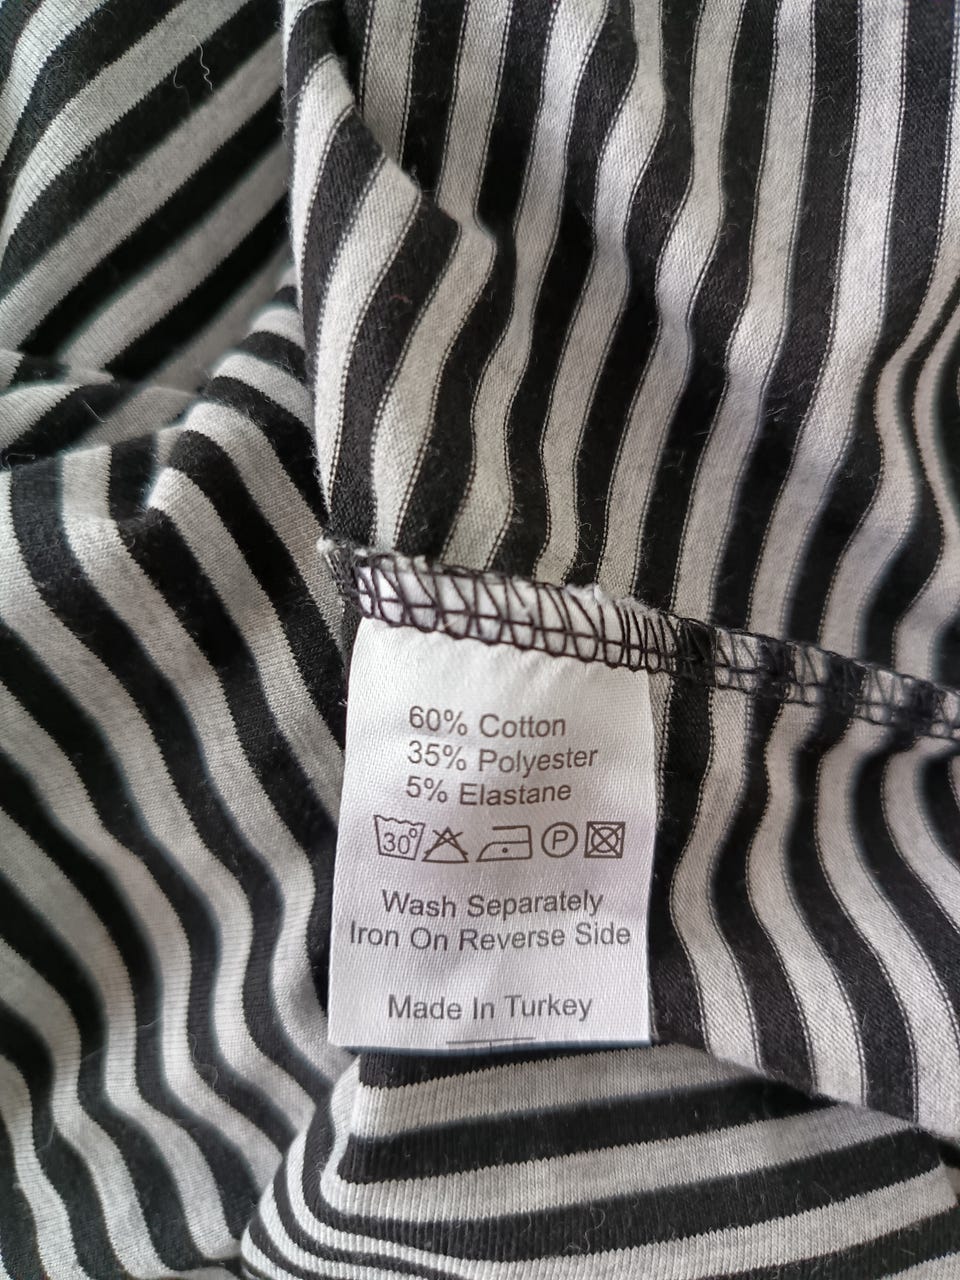 60% Cotton
35% Polyester
5% Elastane
30° P
Wash Separately
Iron On Reverse Side
Made In Turkey